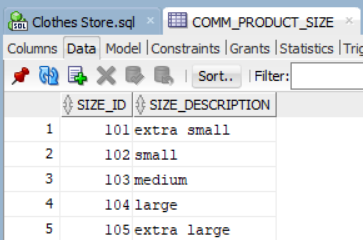 Clothes Store.sql × COMM_PRODUCT_SIZE ×
Columns Data Model Constraints Grants Statistics
Sort.. Filter:
SIZE_ID SIZE_DESCRIPTION
1 101 extra small
2 102 small
3 103 medium
4 104 large
5 105 extra large